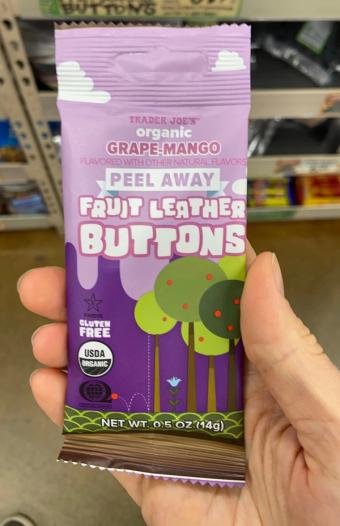 BUTTONS
TRADER JOE'S
organic
GRAPE-MANGO
FLAVORED WITH OTHER NATURAL FLAVORS
PEEL AWAY
FRUIT LEATHER
BUTTONS
GLUTEN
FREE
USDA
ORGANIC
NET WT. 0.5 OZ (14g)